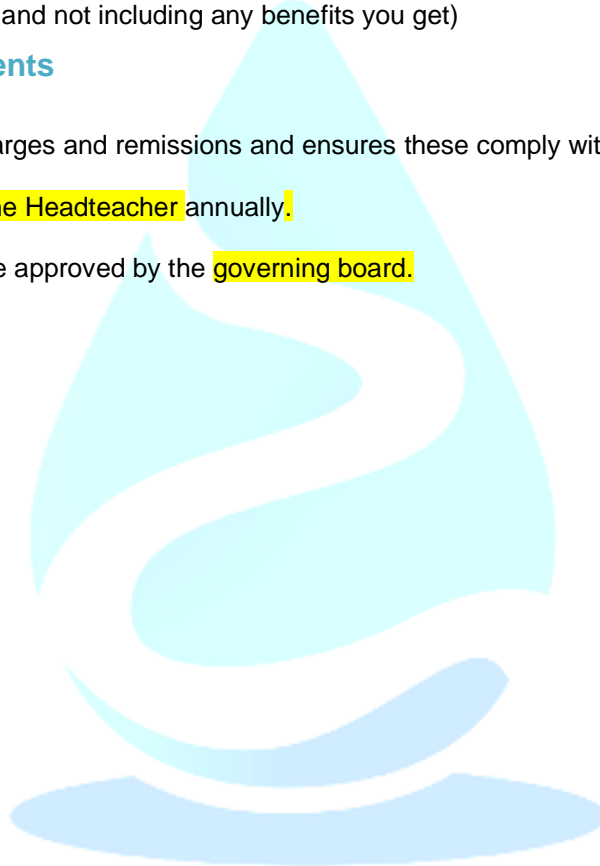 and not including any benefits you get)
ents
arges and remissions and ensures these comply wit
ne Headteacher annually.
e approved by the governing board.